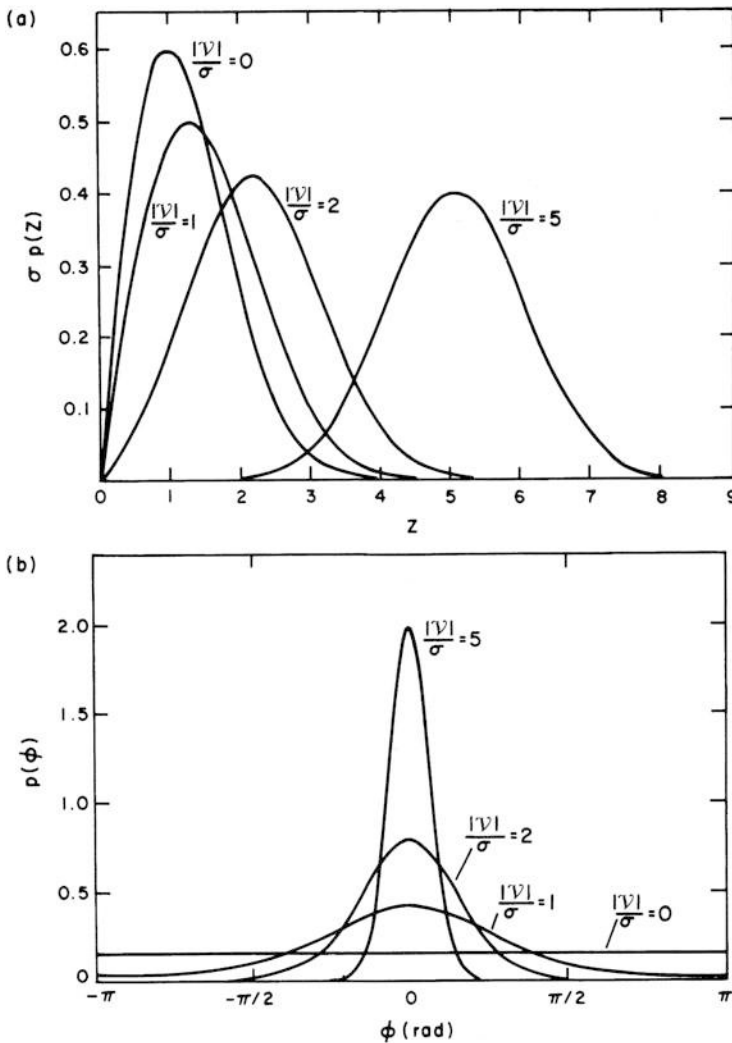 (a)
0.6
0.5
0.4
0.3
0.2
0.1
σ p(Z)
|𝒱|/σ = 0
|𝒱|/σ = 1
|𝒱|/σ = 2
|𝒱|/σ = 5
0 1 2 3 4 5 6 7 8 9
Z
(b)
2.0
1.5
1.0
0.5
0
p(ϕ)
|𝒱|/σ = 5
|𝒱|/σ = 2
|𝒱|/σ = 1
|𝒱|/σ = 0
-π -π/2 0 π/2 π
ϕ (rad)